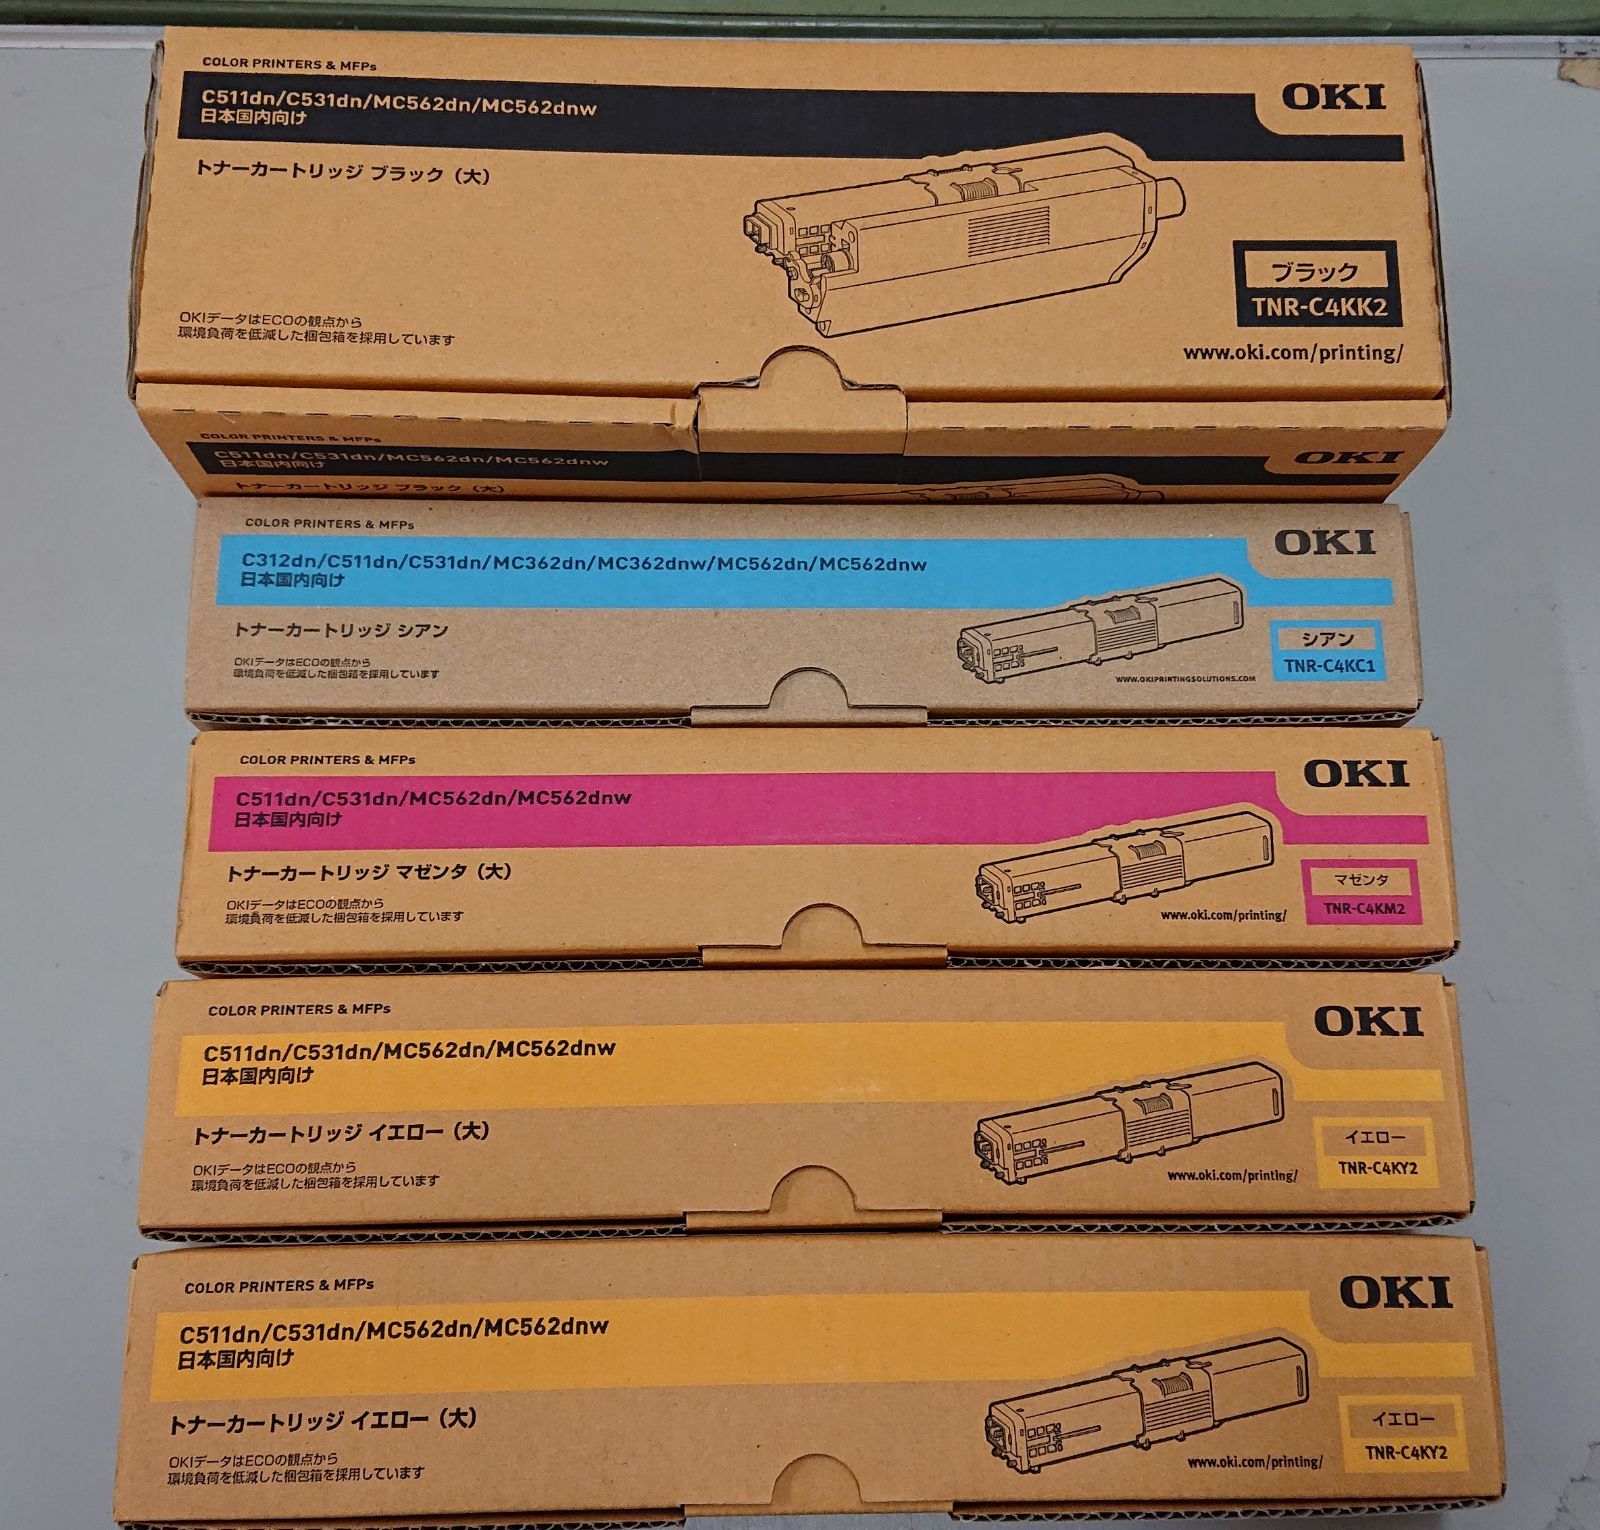 COLOR PRINTERS & MFPs
C511dn/C531dn/MC562dn/MC562dnw
日本国内向け
OKI
トナーカートリッジ ブラック（大）
OKIデータはECOの観点から
環境負荷を低減した梱包箱を採用しています
ブラック
TNR-C4KK2
www.oki.com/printing/
COLOR PRINTERS & MFPs
C511dn/C531dn/MC562dn/MC562dnw
日本国内向け
OKI
トナーカートリッジ ブラック（大）
COLOR PRINTERS & MFPs
C312dn/C511dn/C531dn/MC362dn/MC362dnw/MC562dn/MC562dnw
日本国内向け
OKI
トナーカートリッジ シアン
OKIデータはECOの観点から
環境負荷を低減した梱包箱を採用しています
シアン
TNR-C4KC1
WWW.OKIPRINTINGSOLUTIONS.COM
COLOR PRINTERS & MFPs
C511dn/C531dn/MC562dn/MC562dnw
日本国内向け
OKI
トナーカートリッジ マゼンタ（大）
OKIデータはECOの観点から
環境負荷を低減した梱包箱を採用しています
マゼンタ
TNR-C4KM2
www.oki.com/printing/
COLOR PRINTERS & MFPs
C511dn/C531dn/MC562dn/MC562dnw
日本国内向け
OKI
トナーカートリッジ イエロー（大）
OKIデータはECOの観点から
環境負荷を低減した梱包箱を採用しています
イエロー
TNR-C4KY2
www.oki.com/printing/
COLOR PRINTERS & MFPs
C511dn/C531dn/MC562dn/MC562dnw
日本国内向け
OKI
トナーカートリッジ イエロー（大）
OKIデータはECOの観点から
環境負荷を低減した梱包箱を採用しています
イエロー
TNR-C4KY2
www.oki.com/printing/